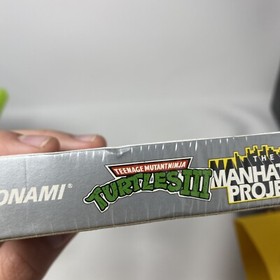 KONAMI®
TEENAGE MUTANT NINJA
TURTLES III
THE
MANHAT
PROJE